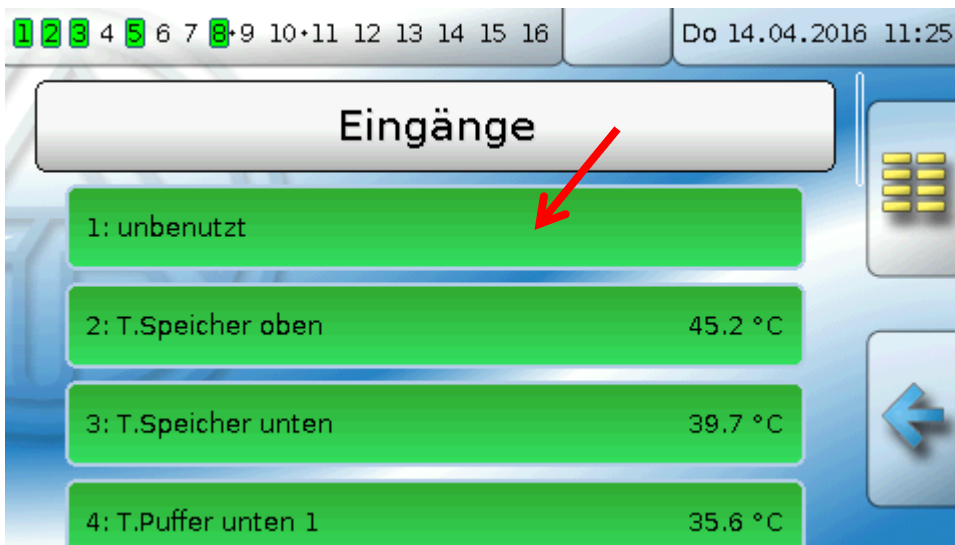 1 2 3 4 5 6 7 8·9 10·11 12 13 14 15 16 Do 14.04.2016 11:25
Eingänge
1: unbenutzt
2: T.Speicher oben 45.2 °C
3: T.Speicher unten 39.7 °C
4: T.Puffer unten 1 35.6 °C